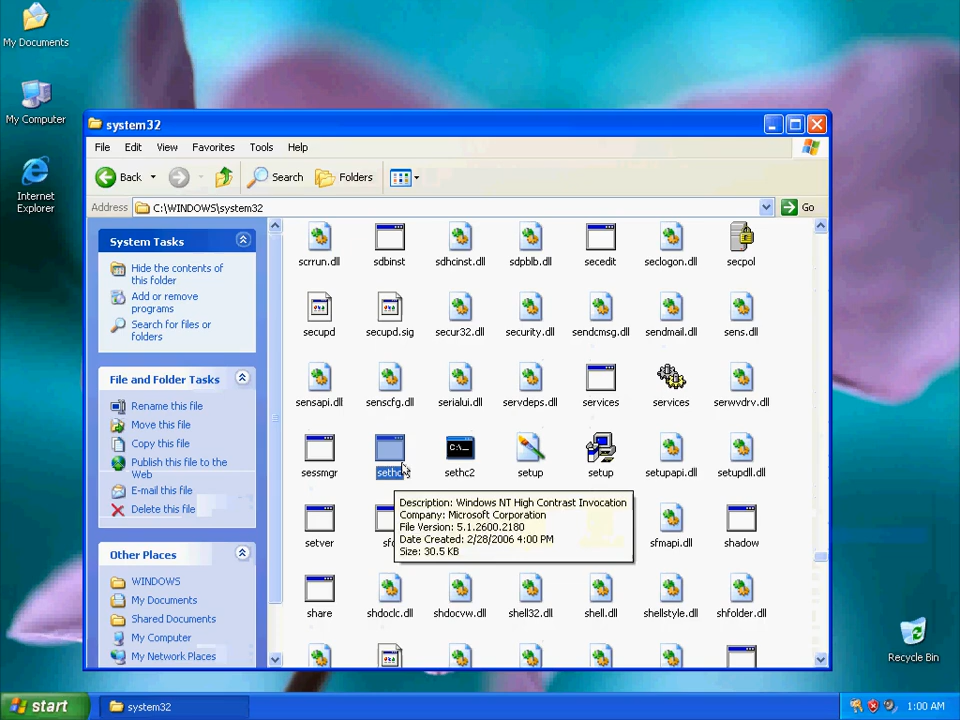 My Documents
My Computer
Internet
Explorer
system32
File Edit View Favorites Tools Help
Back Search Folders
Address C:\WINDOWS\system32 Go
System Tasks
Hide the contents of
this folder
Add or remove
programs
Search for files or
folders
File and Folder Tasks
Rename this file
Move this file
Copy this file
Publish this file to the
Web
E-mail this file
Delete this file
Other Places
WINDOWS
My Documents
Shared Documents
My Computer
My Network Places
scrrun.dll sdbinst sdhcinst.dll sdpblb.dll secedit seclogon.dll secpol
secupd secupd.sig secur32.dll security.dll sendcmsg.dll sendmail.dll sens.dll
sensapi.dll senscfg.dll serialui.dll servdeps.dll services services serwvdrv.dll
sessmgr sethc sethc2 setup setup setupapi.dll setupdll.dll
Description: Windows NT High Contrast Invocation
Company: Microsoft Corporation
File Version: 5.1.2600.2180
Date Created: 2/28/2006 4:00 PM
Size: 30.5 KB
setver sfmapi.dll shadow
share shdoclc.dll shdocvw.dll shell32.dll shell.dll shellstyle.dll shfolder.dll
C:\_
Recycle Bin
start system32 1:00 AM